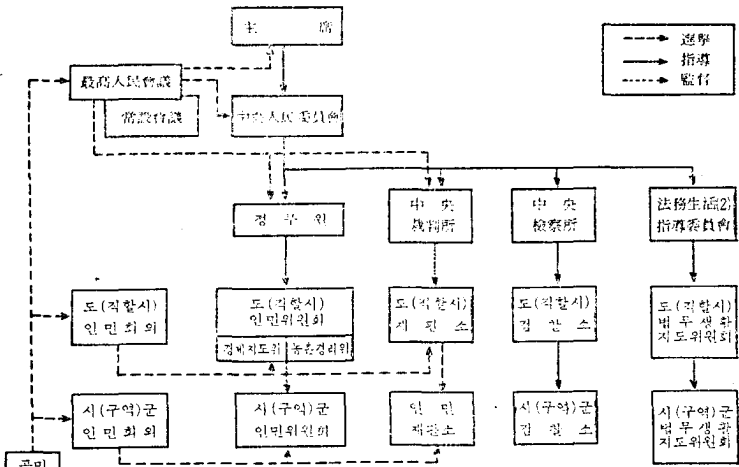 主 席
選擧
指導
監督
最高人民會議
常設會議
中央人民委員會
정 무 원
中 央
裁判所
中 央
檢察所
法務生活(2)
指導委員會
도(직할시)
인 민 회 의
도(직할시)
인민위원회
농촌경리위
도(직할시)
재 판 소
도(직할시)
검 찰 소
도(직할시)
법무생활
지도위원회
시(구역)군
인 민 회 의
시(구역)군
인민위원회
인 민
재판소
시(구역)군
검 찰 소
시(구역)군
법무생활
지도위원회
공민